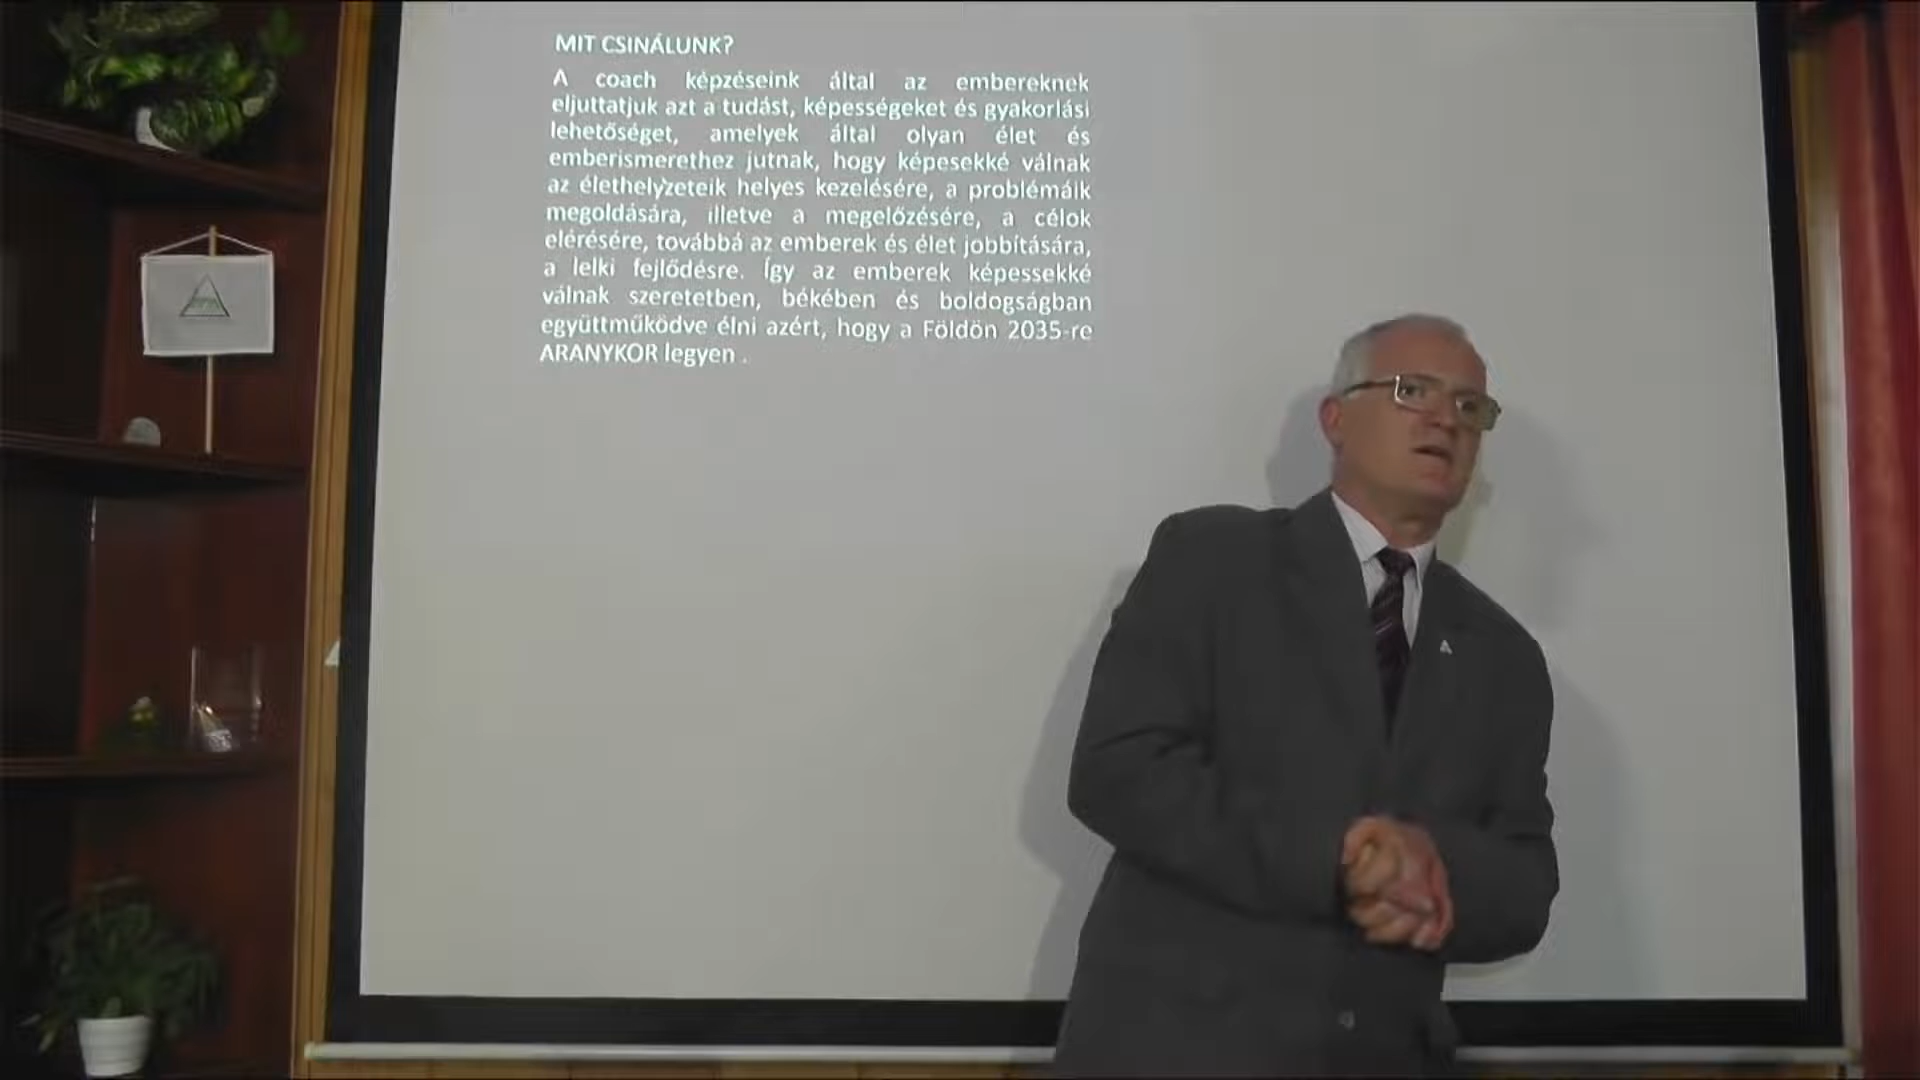 MIT CSINÁLUNK?
A coach képzéseink által az embereknek
eljuttatjuk azt a tudást, képességeket és gyakorlási
lehetőséget, amelyek által olyan élet és
emberismerethez jutnak, hogy képesekké válnak
az élethelyzeteik helyes kezelésére, a problémáik
megoldására, illetve a megelőzésére, a célok
elérésére, továbbá az emberek és élet jobbítására,
a lelki fejlődésre. Így az emberek képessekké
válnak szeretetben, békében és boldogságban
együttműködve élni azért, hogy a Földön 2035-re
ARANYKOR legyen .